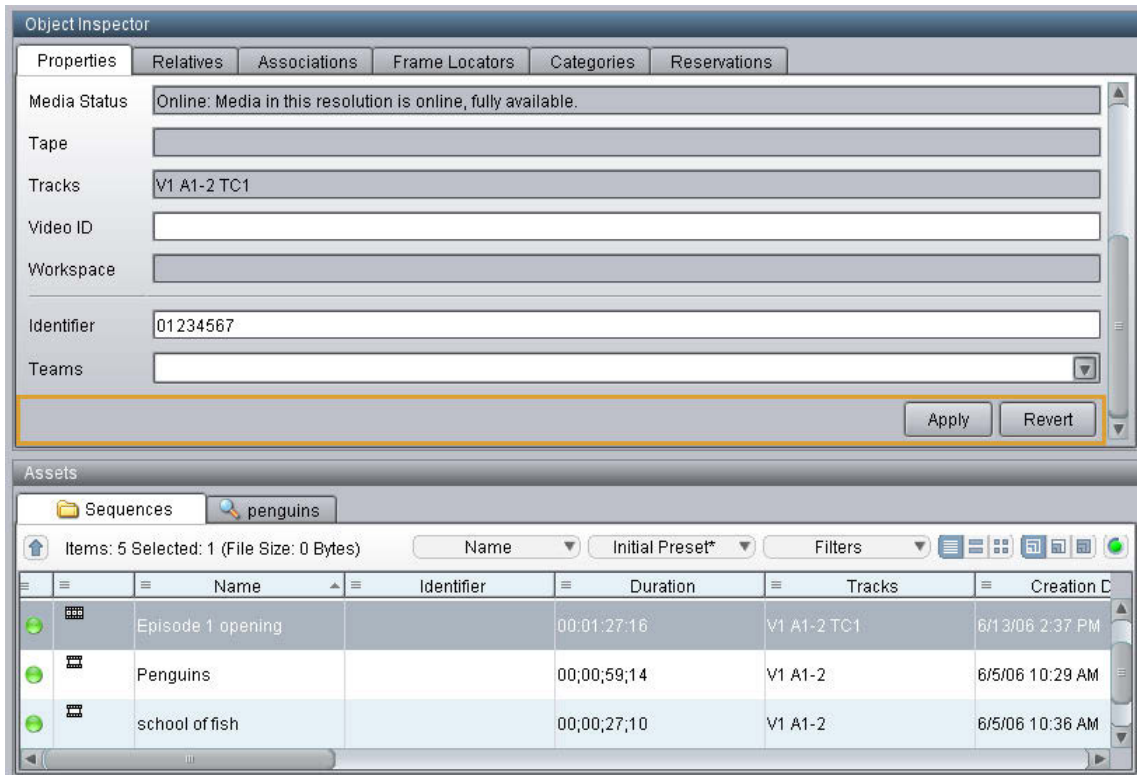 Object Inspector
Properties Relatives Associations Frame Locators Categories Reservations
Media Status Online: Media in this resolution is online, fully available.
Tape
Tracks V1 A1-2 TC1
Video ID
Workspace
Identifier 01234567
Teams
Apply Revert
Assets
Sequences penguins
Items: 5 Selected: 1 (File Size: 0 Bytes) Name Initial Preset* Filters
Name Identifier Duration Tracks Creation D
Episode 1 opening 00:01:27:16 V1 A1-2 TC1 6/13/06 2:37 PM
Penguins 00;00;59;14 V1 A1-2 6/5/06 10:29 AM
school of fish 00;00;27;10 V1 A1-2 6/5/06 10:36 AM